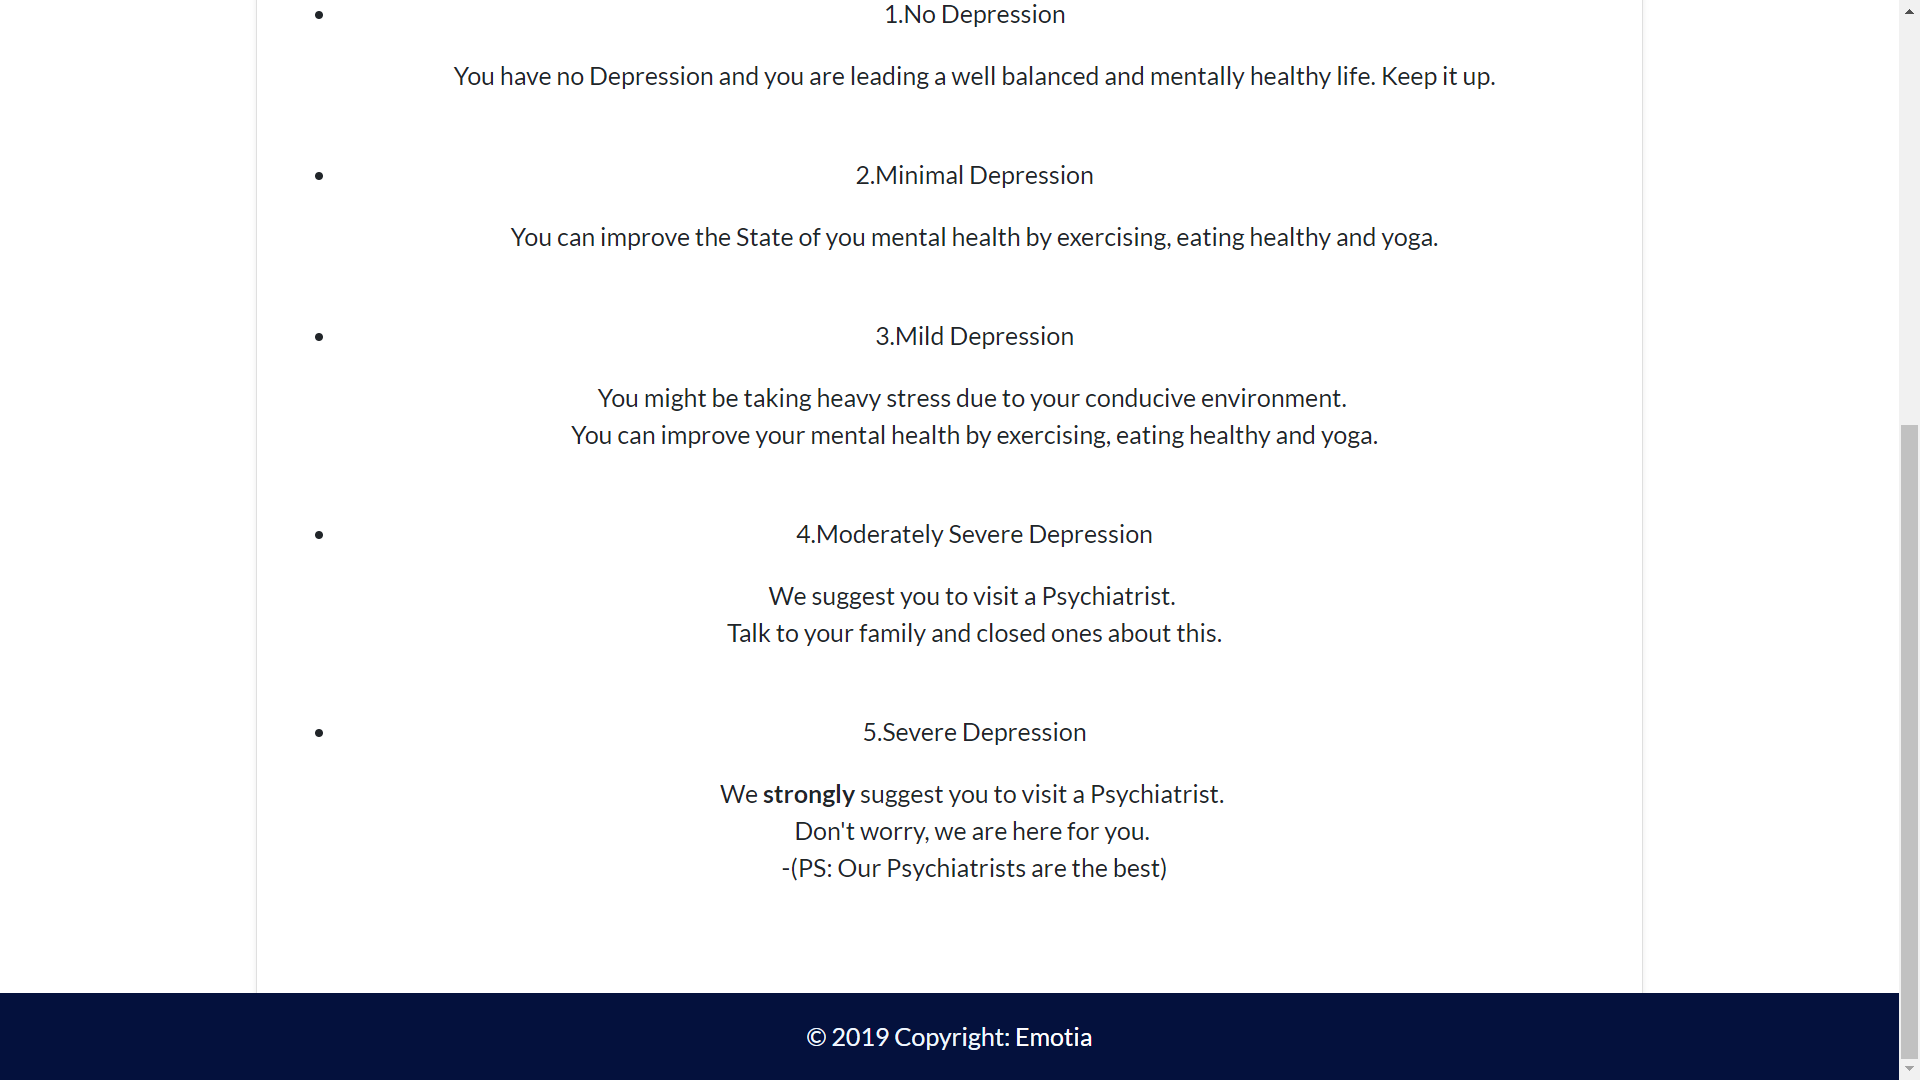 1.No Depression
You have no Depression and you are leading a well balanced and mentally healthy life. Keep it up.
2.Minimal Depression
You can improve the State of you mental health by exercising, eating healthy and yoga.
3.Mild Depression
You might be taking heavy stress due to your conducive environment.
You can improve your mental health by exercising, eating healthy and yoga.
4.Moderately Severe Depression
We suggest you to visit a Psychiatrist.
Talk to your family and closed ones about this.
5.Severe Depression
We strongly suggest you to visit a Psychiatrist.
Don't worry, we are here for you.
-(PS: Our Psychiatrists are the best)
© 2019 Copyright: Emotia